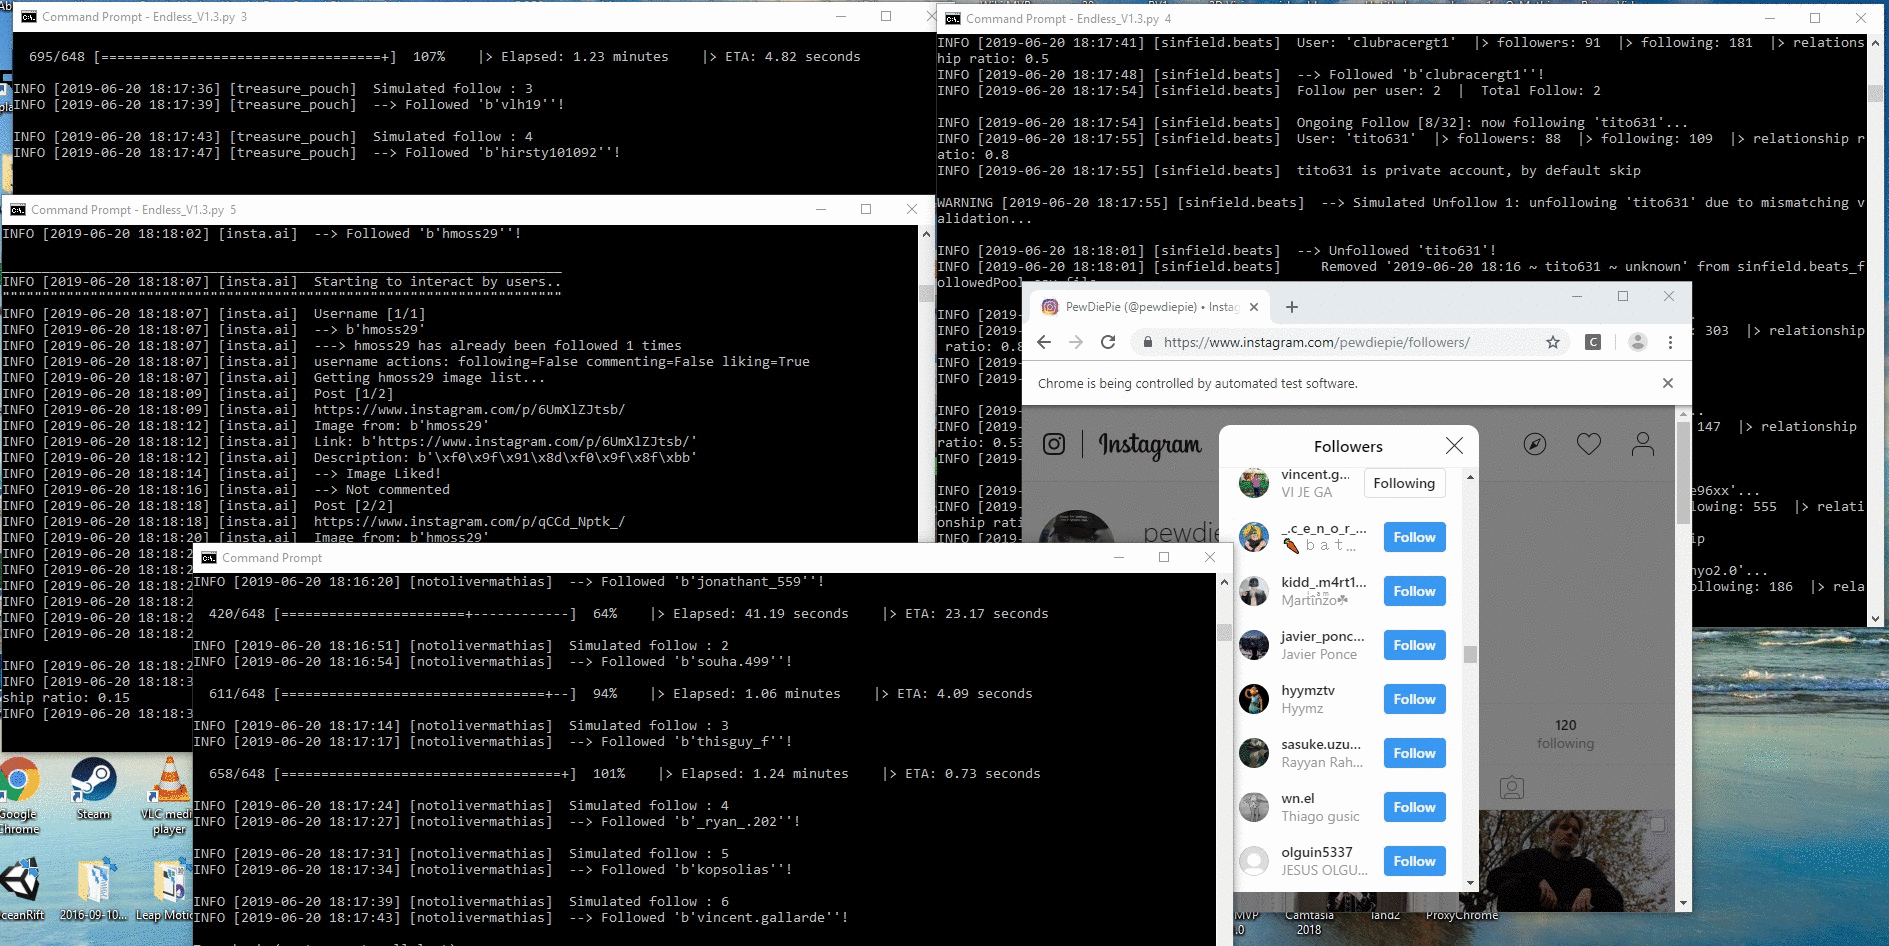 Command Prompt - Endless_V1.3.py 3
695/648 [===================================+] 107% |> Elapsed: 1.23 minutes |> ETA: 4.82 seconds
INFO [2019-06-20 18:17:36] [treasure_pouch] Simulated follow : 3
INFO [2019-06-20 18:17:39] [treasure_pouch] --> Followed 'b'vlh19''!
INFO [2019-06-20 18:17:43] [treasure_pouch] Simulated follow : 4
INFO [2019-06-20 18:17:47] [treasure_pouch] --> Followed 'b'hirsty101092''!
Command Prompt - Endless_V1.3.py 4
INFO [2019-06-20 18:17:41] [sinfield.beats] User: 'clubracergt1' |> followers: 91 |> following: 181 |> relations
hip ratio: 0.5
INFO [2019-06-20 18:17:48] [sinfield.beats] --> Followed 'b'clubracergt1''!
INFO [2019-06-20 18:17:54] [sinfield.beats] Follow per user: 2 | Total Follow: 2
INFO [2019-06-20 18:17:54] [sinfield.beats] Ongoing Follow [8/32]: now following 'tito631'...
INFO [2019-06-20 18:17:55] [sinfield.beats] User: 'tito631' |> followers: 88 |> following: 109 |> relationship r
atio: 0.8
INFO [2019-06-20 18:17:55] [sinfield.beats] tito631 is private account, by default skip
WARNING [2019-06-20 18:17:55] [sinfield.beats] --> Simulated Unfollow 1: unfollowing 'tito631' due to mismatching v
alidation...
INFO [2019-06-20 18:18:01] [sinfield.beats] --> Unfollowed 'tito631'!
INFO [2019-06-20 18:18:01] [sinfield.beats] Removed '2019-06-20 18:16 ~ tito631 ~ unknown' from sinfield.beats_f
INFO [2019-
INFO [2019- 303 |> relationship
ratio: 0.8
INFO [2019-
INFO [2019- 147 |> relationship
ratio: 0.53
INFO [2019-
INFO [2019- e96xx'...
INFO [2019- lowing: 555 |> relati
onship rati
INFO [2019- ip
nyo2.0'...
ollowing: 186 |> rela
Command Prompt - Endless_V1.3.py 5
INFO [2019-06-20 18:18:02] [insta.ai] --> Followed 'b'hmoss29''!
INFO [2019-06-20 18:18:07] [insta.ai] Starting to interact by users..
INFO [2019-06-20 18:18:07] [insta.ai] Username [1/1]
INFO [2019-06-20 18:18:07] [insta.ai] --> b'hmoss29'
INFO [2019-06-20 18:18:07] [insta.ai] ---> hmoss29 has already been followed 1 times
INFO [2019-06-20 18:18:07] [insta.ai] username actions: following=False commenting=False liking=True
INFO [2019-06-20 18:18:07] [insta.ai] Getting hmoss29 image list...
INFO [2019-06-20 18:18:09] [insta.ai] Post [1/2]
INFO [2019-06-20 18:18:09] [insta.ai] https://www.instagram.com/p/6UmXlZJtsb/
INFO [2019-06-20 18:18:12] [insta.ai] Image from: b'hmoss29'
INFO [2019-06-20 18:18:12] [insta.ai] Link: b'https://www.instagram.com/p/6UmXlZJtsb/'
INFO [2019-06-20 18:18:12] [insta.ai] Description: b'\xf0\x9f\x91\x8d\xf0\x9f\x8f\xbb'
INFO [2019-06-20 18:18:14] [insta.ai] --> Image Liked!
INFO [2019-06-20 18:18:16] [insta.ai] --> Not commented
INFO [2019-06-20 18:18:18] [insta.ai] Post [2/2]
INFO [2019-06-20 18:18:18] [insta.ai] https://www.instagram.com/p/qCCd_Nptk_/
INFO [2019-06-20 18:18:20] [insta.ai] Image from: b'hmoss29'
INFO [2019-06-20 18:18:2
INFO [2019-06-20 18:18:2
INFO [2019-06-20 18:18:2
INFO [2019-06-20 18:18:2
INFO [2019-06-20 18:18:2
INFO [2019-06-20 18:18:2
INFO [2019-06-20 18:18:2
INFO [2019-06-20 18:18:3
ship ratio: 0.15
INFO [2019-06-20 18:18:3
Command Prompt
INFO [2019-06-20 18:16:20] [notolivermathias] --> Followed 'b'jonathant_559''!
420/648 [=======================+------------] 64% |> Elapsed: 41.19 seconds |> ETA: 23.17 seconds
INFO [2019-06-20 18:16:51] [notolivermathias] Simulated follow : 2
INFO [2019-06-20 18:16:54] [notolivermathias] --> Followed 'b'souha.499''!
611/648 [=================================+--] 94% |> Elapsed: 1.06 minutes |> ETA: 4.09 seconds
INFO [2019-06-20 18:17:14] [notolivermathias] Simulated follow : 3
INFO [2019-06-20 18:17:17] [notolivermathias] --> Followed 'b'thisguy_f''!
658/648 [===================================+] 101% |> Elapsed: 1.24 minutes |> ETA: 0.73 seconds
INFO [2019-06-20 18:17:24] [notolivermathias] Simulated follow : 4
INFO [2019-06-20 18:17:27] [notolivermathias] --> Followed 'b'_ryan_.202''!
INFO [2019-06-20 18:17:31] [notolivermathias] Simulated follow : 5
INFO [2019-06-20 18:17:34] [notolivermathias] --> Followed 'b'kopsolias''!
INFO [2019-06-20 18:17:39] [notolivermathias] Simulated follow : 6
INFO [2019-06-20 18:17:43] [notolivermathias] --> Followed 'b'vincent.gallarde''!
PewDiePie (@pewdiepie) • Instag
https://www.instagram.com/pewdiepie/followers/
Chrome is being controlled by automated test software.
Instagram
pewdie
Followers
vincent.g... Following
VI JE GA
_.c_e_n_o_r_... Follow
🥕 b a t ...
kidd_.m4rt1... Follow
Martinzo☘
javier_ponc... Follow
Javier Ponce
hyymztv Follow
Hyymz
sasuke.uzu... Follow
Rayyan Rah...
wn.el Follow
Thiago gusic
olguin5337 Follow
JESUS OLGU...
120
following
Google
Chrome
Steam
VLC medi
player
ceanRift
2016-09-10...
Leap Moti
MVP
.0
Camtasia
2018
land2
ProxyChrome